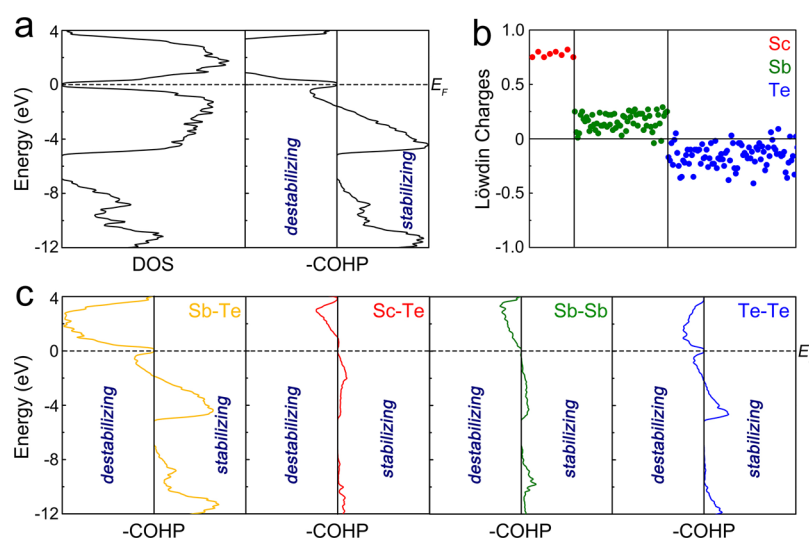 a
b
4
0
-4
-8
-12
Energy (eV)
destabilizing
stabilizing
E_F
DOS
-COHP
1.0
0.5
0
-0.5
-1.0
Löwdin Charges
Sc
Sb
Te
c
4
0
-4
-8
-12
Energy (eV)
Sb-Te
Sc-Te
Sb-Sb
Te-Te
destabilizing
stabilizing
destabilizing
stabilizing
destabilizing
stabilizing
destabilizing
stabilizing
E
-COHP
-COHP
-COHP
-COHP